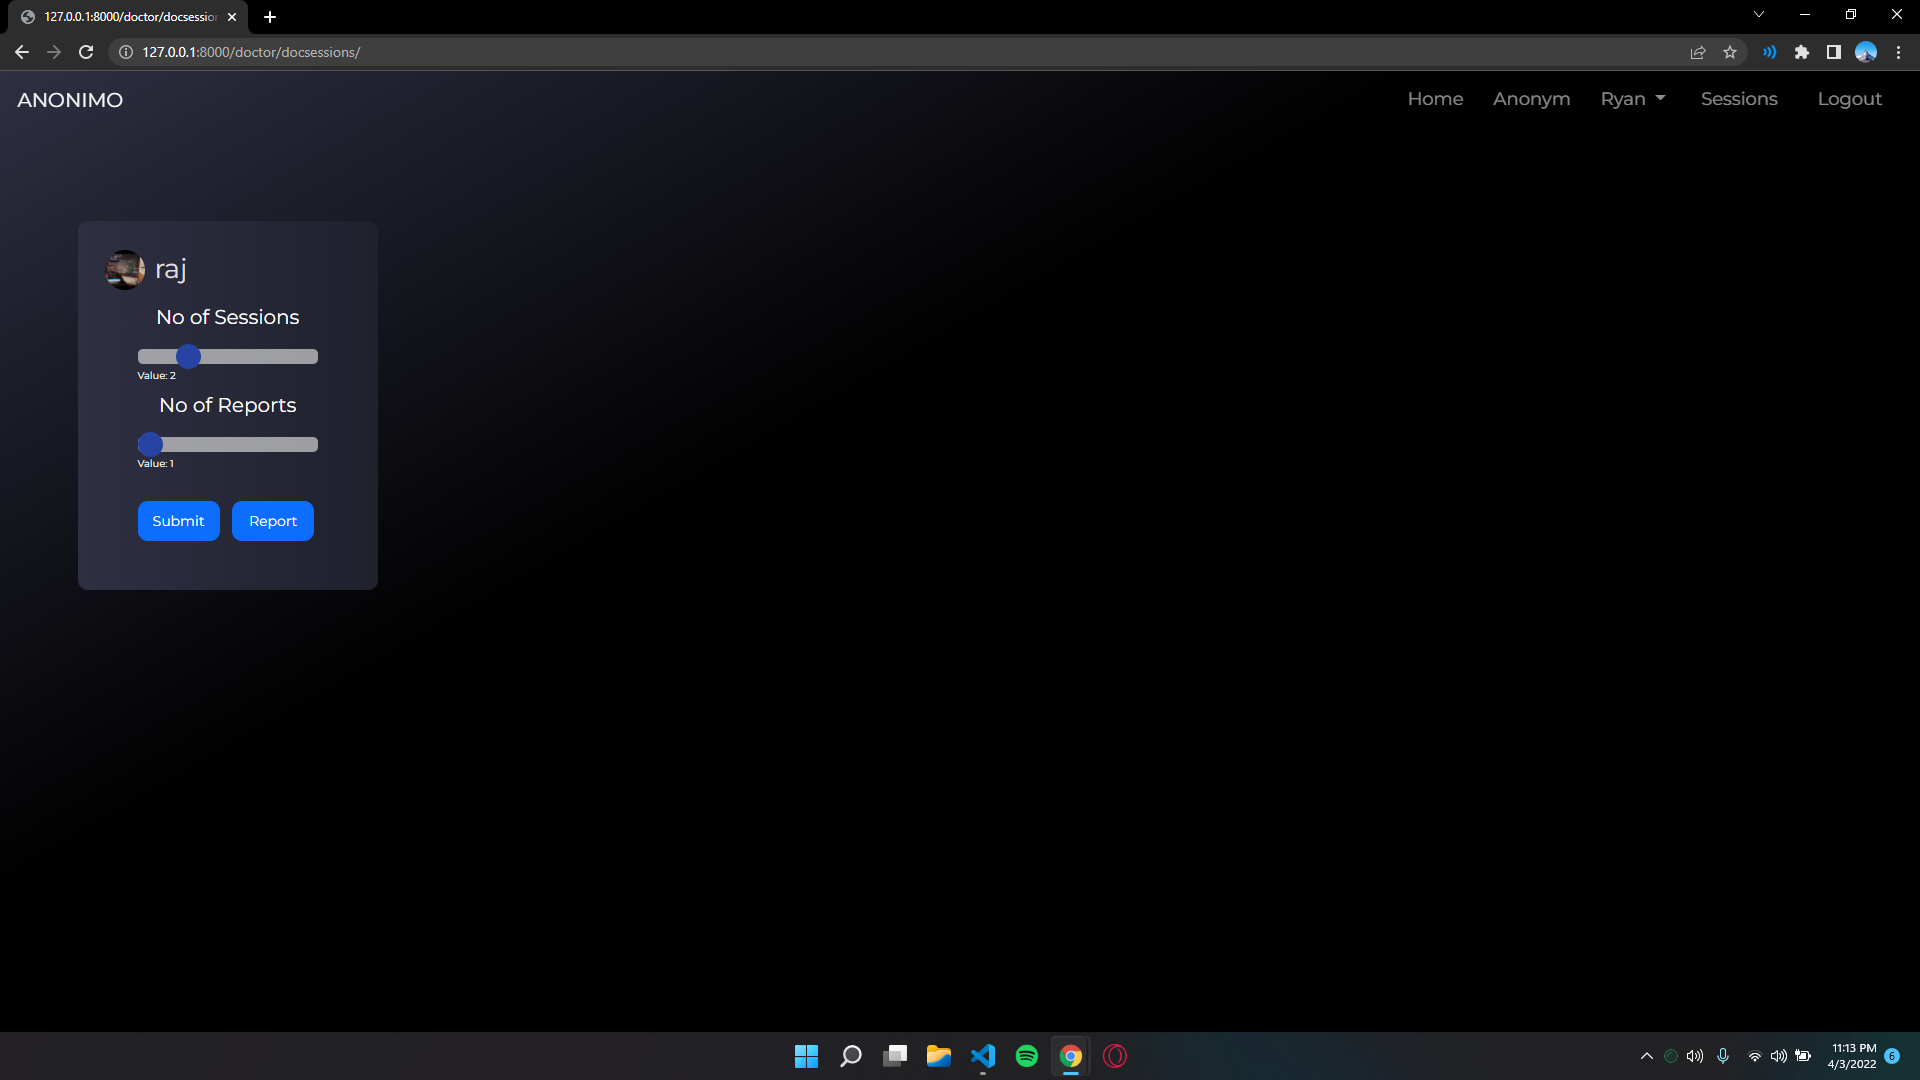 127.0.0.1:8000/doctor/docsession
127.0.0.1:8000/doctor/docsessions/
ANONIMO
Home Anonym Ryan Sessions Logout
raj
No of Sessions
Value: 2
No of Reports
Value: 1
Submit Report
11:13 PM
4/3/2022
6